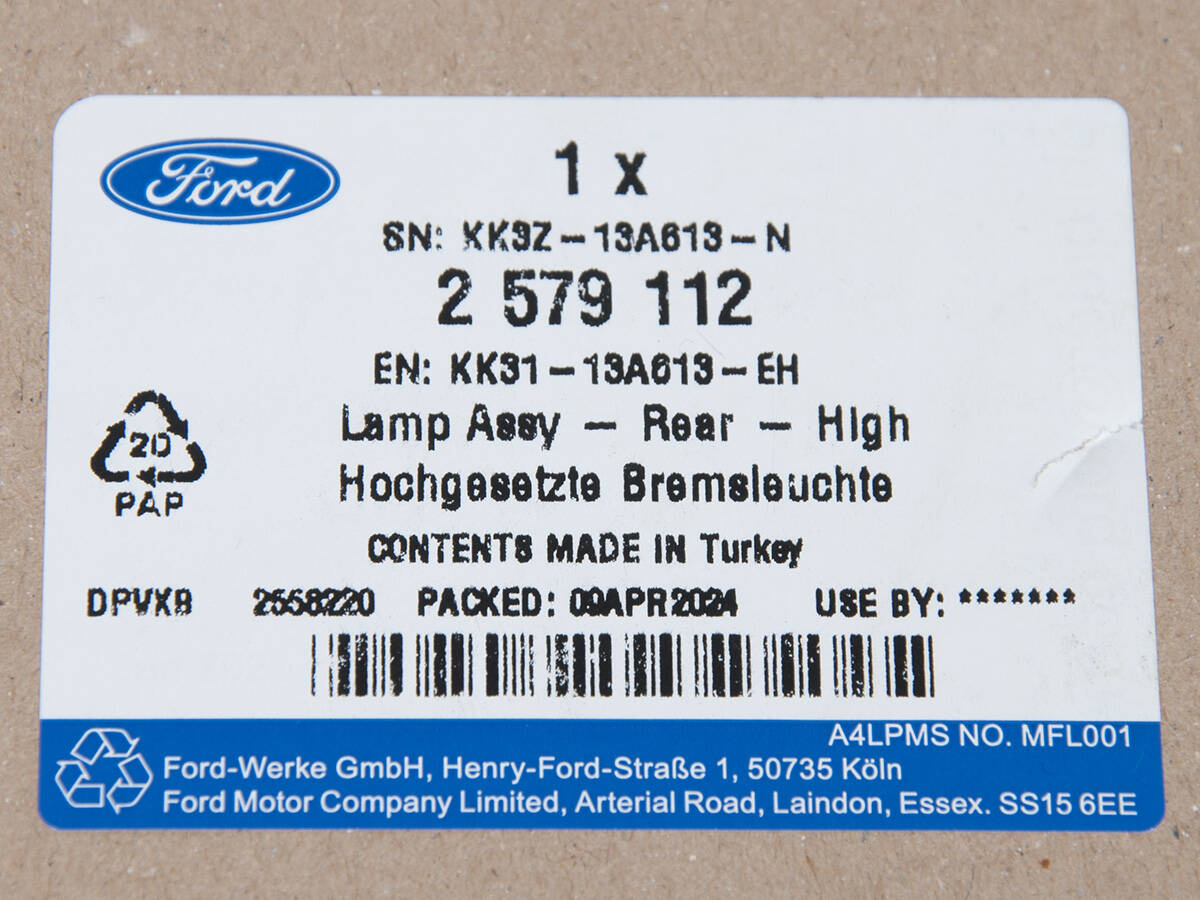 Ford
1 x
SN: KK3Z-13A613-N
2 579 112
EN: KK31-13A613-EH
Lamp Assy - Rear - High
Hochgesetzte Bremsleuchte
20
PAP
CONTENTS MADE IN Turkey
DPVXB 2558220 PACKED: 09APR2024 USE BY: *******
A4LPMS NO. MFL001
Ford-Werke GmbH, Henry-Ford-Straße 1, 50735 Köln
Ford Motor Company Limited, Arterial Road, Laindon, Essex. SS15 6EE